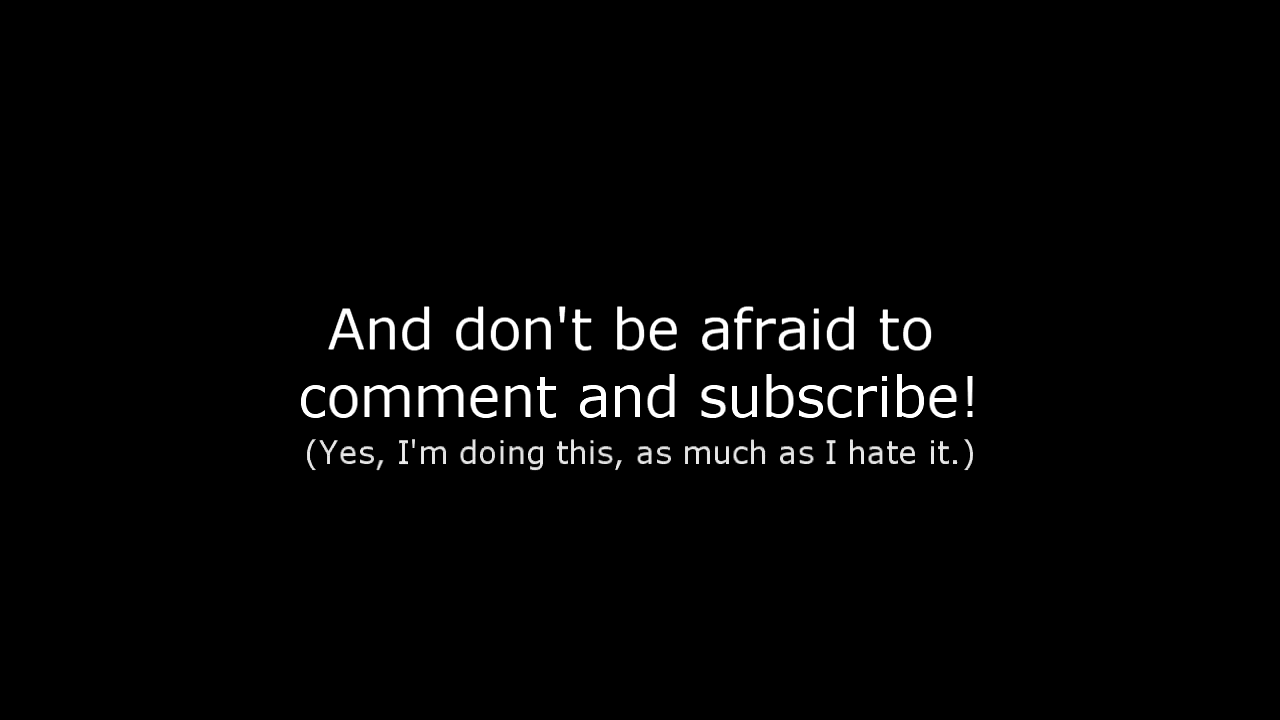 And don't be afraid to
comment and subscribe!
(Yes, I'm doing this, as much as I hate it.)